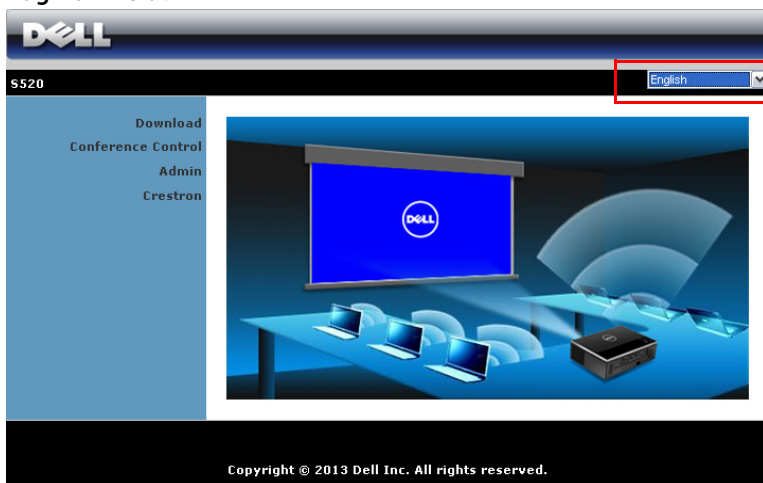 DELL
S520
English
Download
Conference Control
Admin
Crestron
DELL
Copyright © 2013 Dell Inc. All rights reserved.